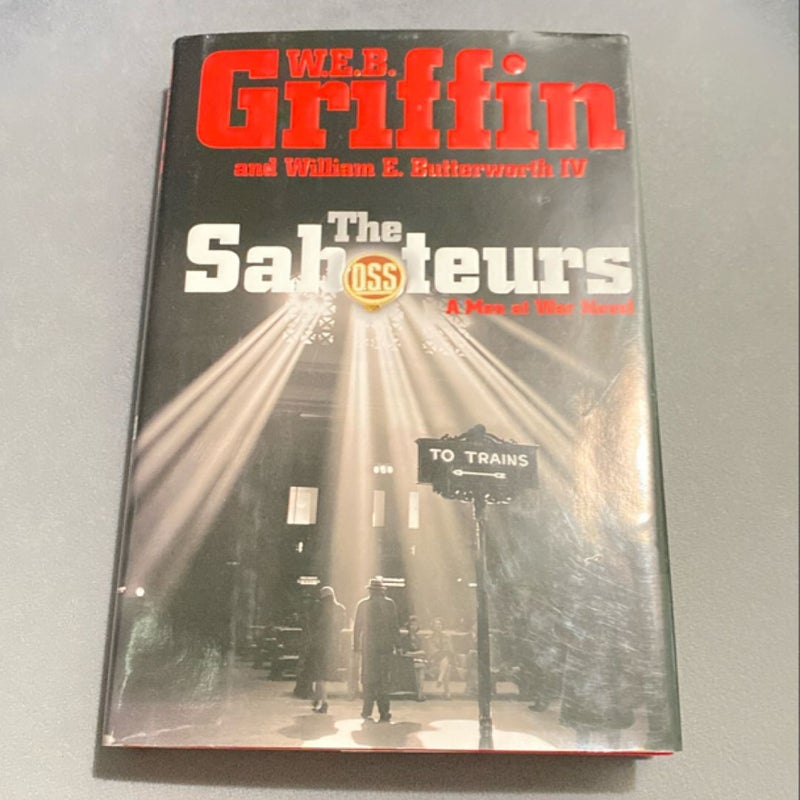 W.E.B.
Griffin
and William E. Butterworth IV
The
Saboteurs
OSS
A Men at War Novel
TO TRAINS